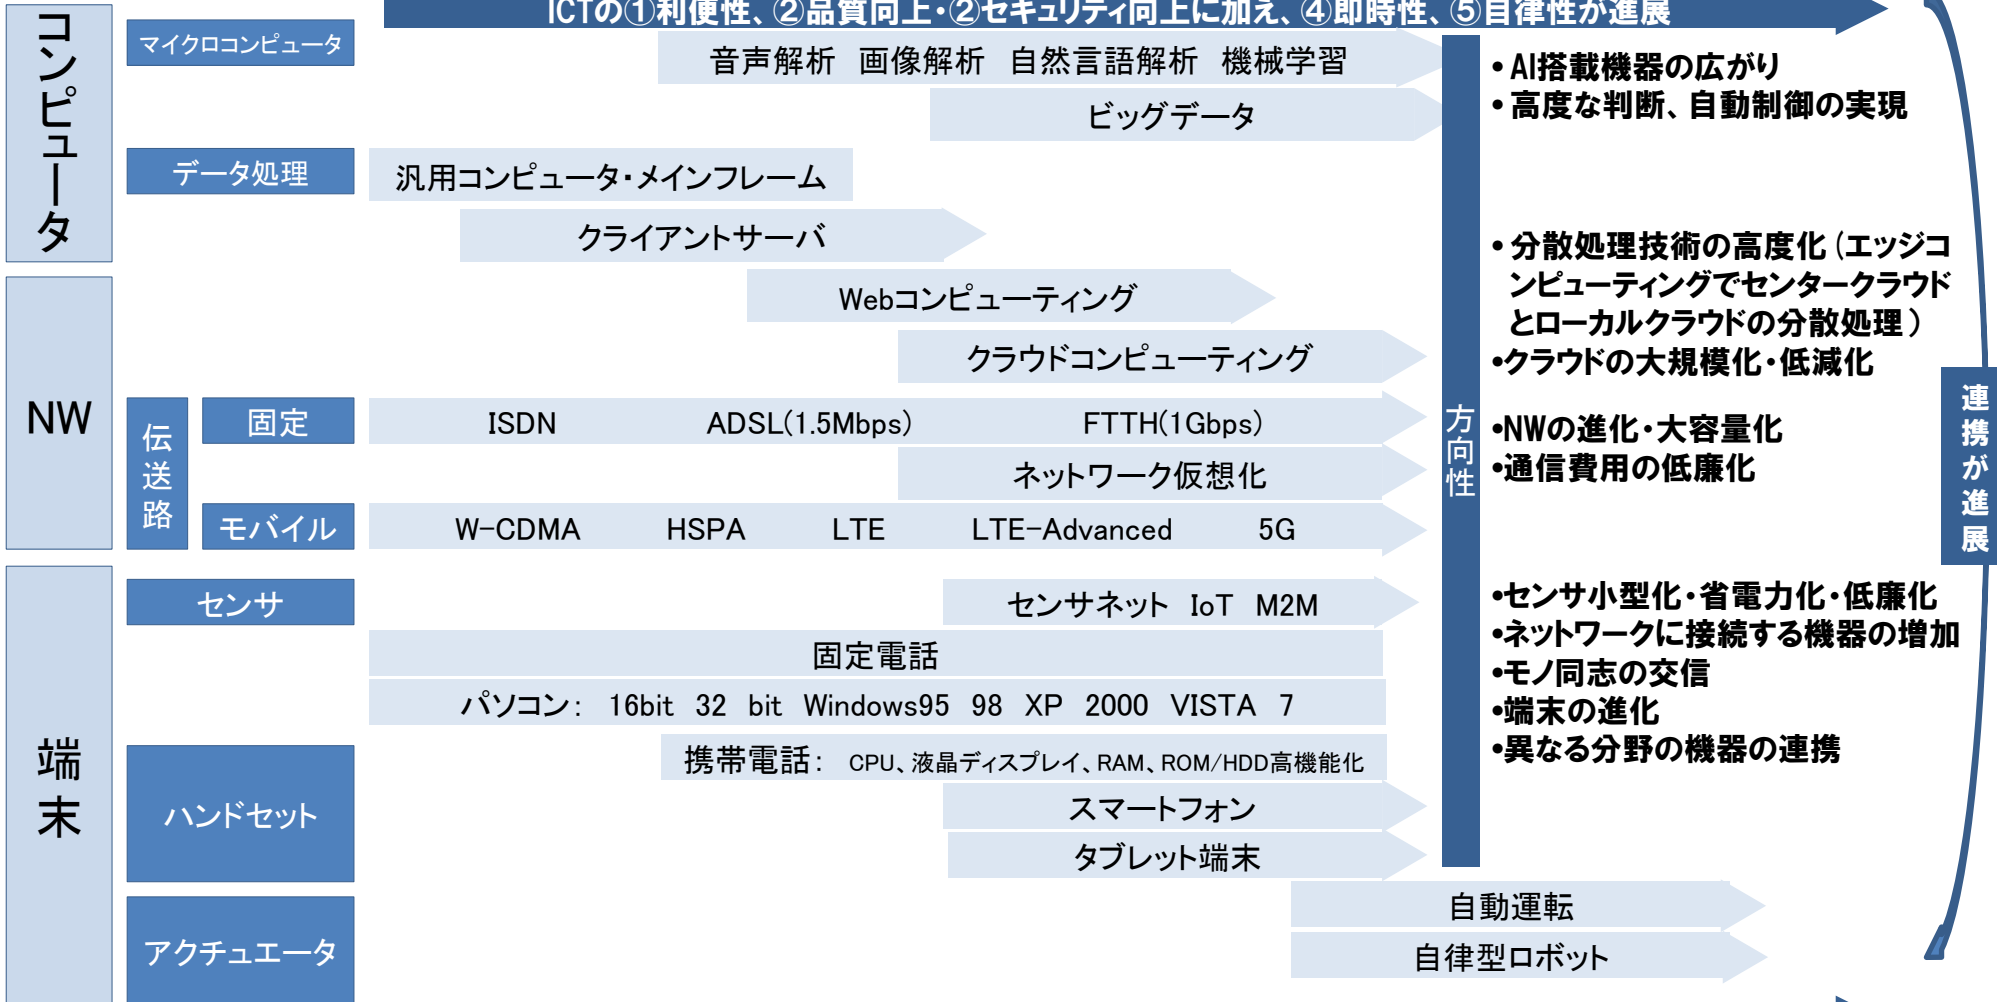 ICTの①利便性、②品質向上・②セキュリティ向上に加え、④即時性、⑤自律性が進展
コンピュータ
マイクロコンピュータ
音声解析 画像解析 自然言語解析 機械学習
ビッグデータ
・AI搭載機器の広がり
・高度な判断、自動制御の実現
データ処理
汎用コンピュータ・メインフレーム
クライアントサーバ
Webコンピューティング
クラウドコンピューティング
・分散処理技術の高度化(エッジコ
ンピューティングでセンタークラウド
とローカルクラウドの分散処理)
・クラウドの大規模化・低減化
NW
伝送路
固定
ISDN ADSL(1.5Mbps) FTTH(1Gbps)
ネットワーク仮想化
モバイル
W-CDMA HSPA LTE LTE-Advanced 5G
方向性
・NWの進化・大容量化
・通信費用の低廉化
連携が進展
端末
センサ
センサネット IoT M2M
固定電話
パソコン: 16bit 32 bit Windows95 98 XP 2000 VISTA 7
・センサ小型化・省電力化・低廉化
・ネットワークに接続する機器の増加
・モノ同志の交信
・端末の進化
・異なる分野の機器の連携
ハンドセット
携帯電話: CPU、液晶ディスプレイ、RAM、ROM/HDD高機能化
スマートフォン
タブレット端末
アクチュエータ
自動運転
自律型ロボット